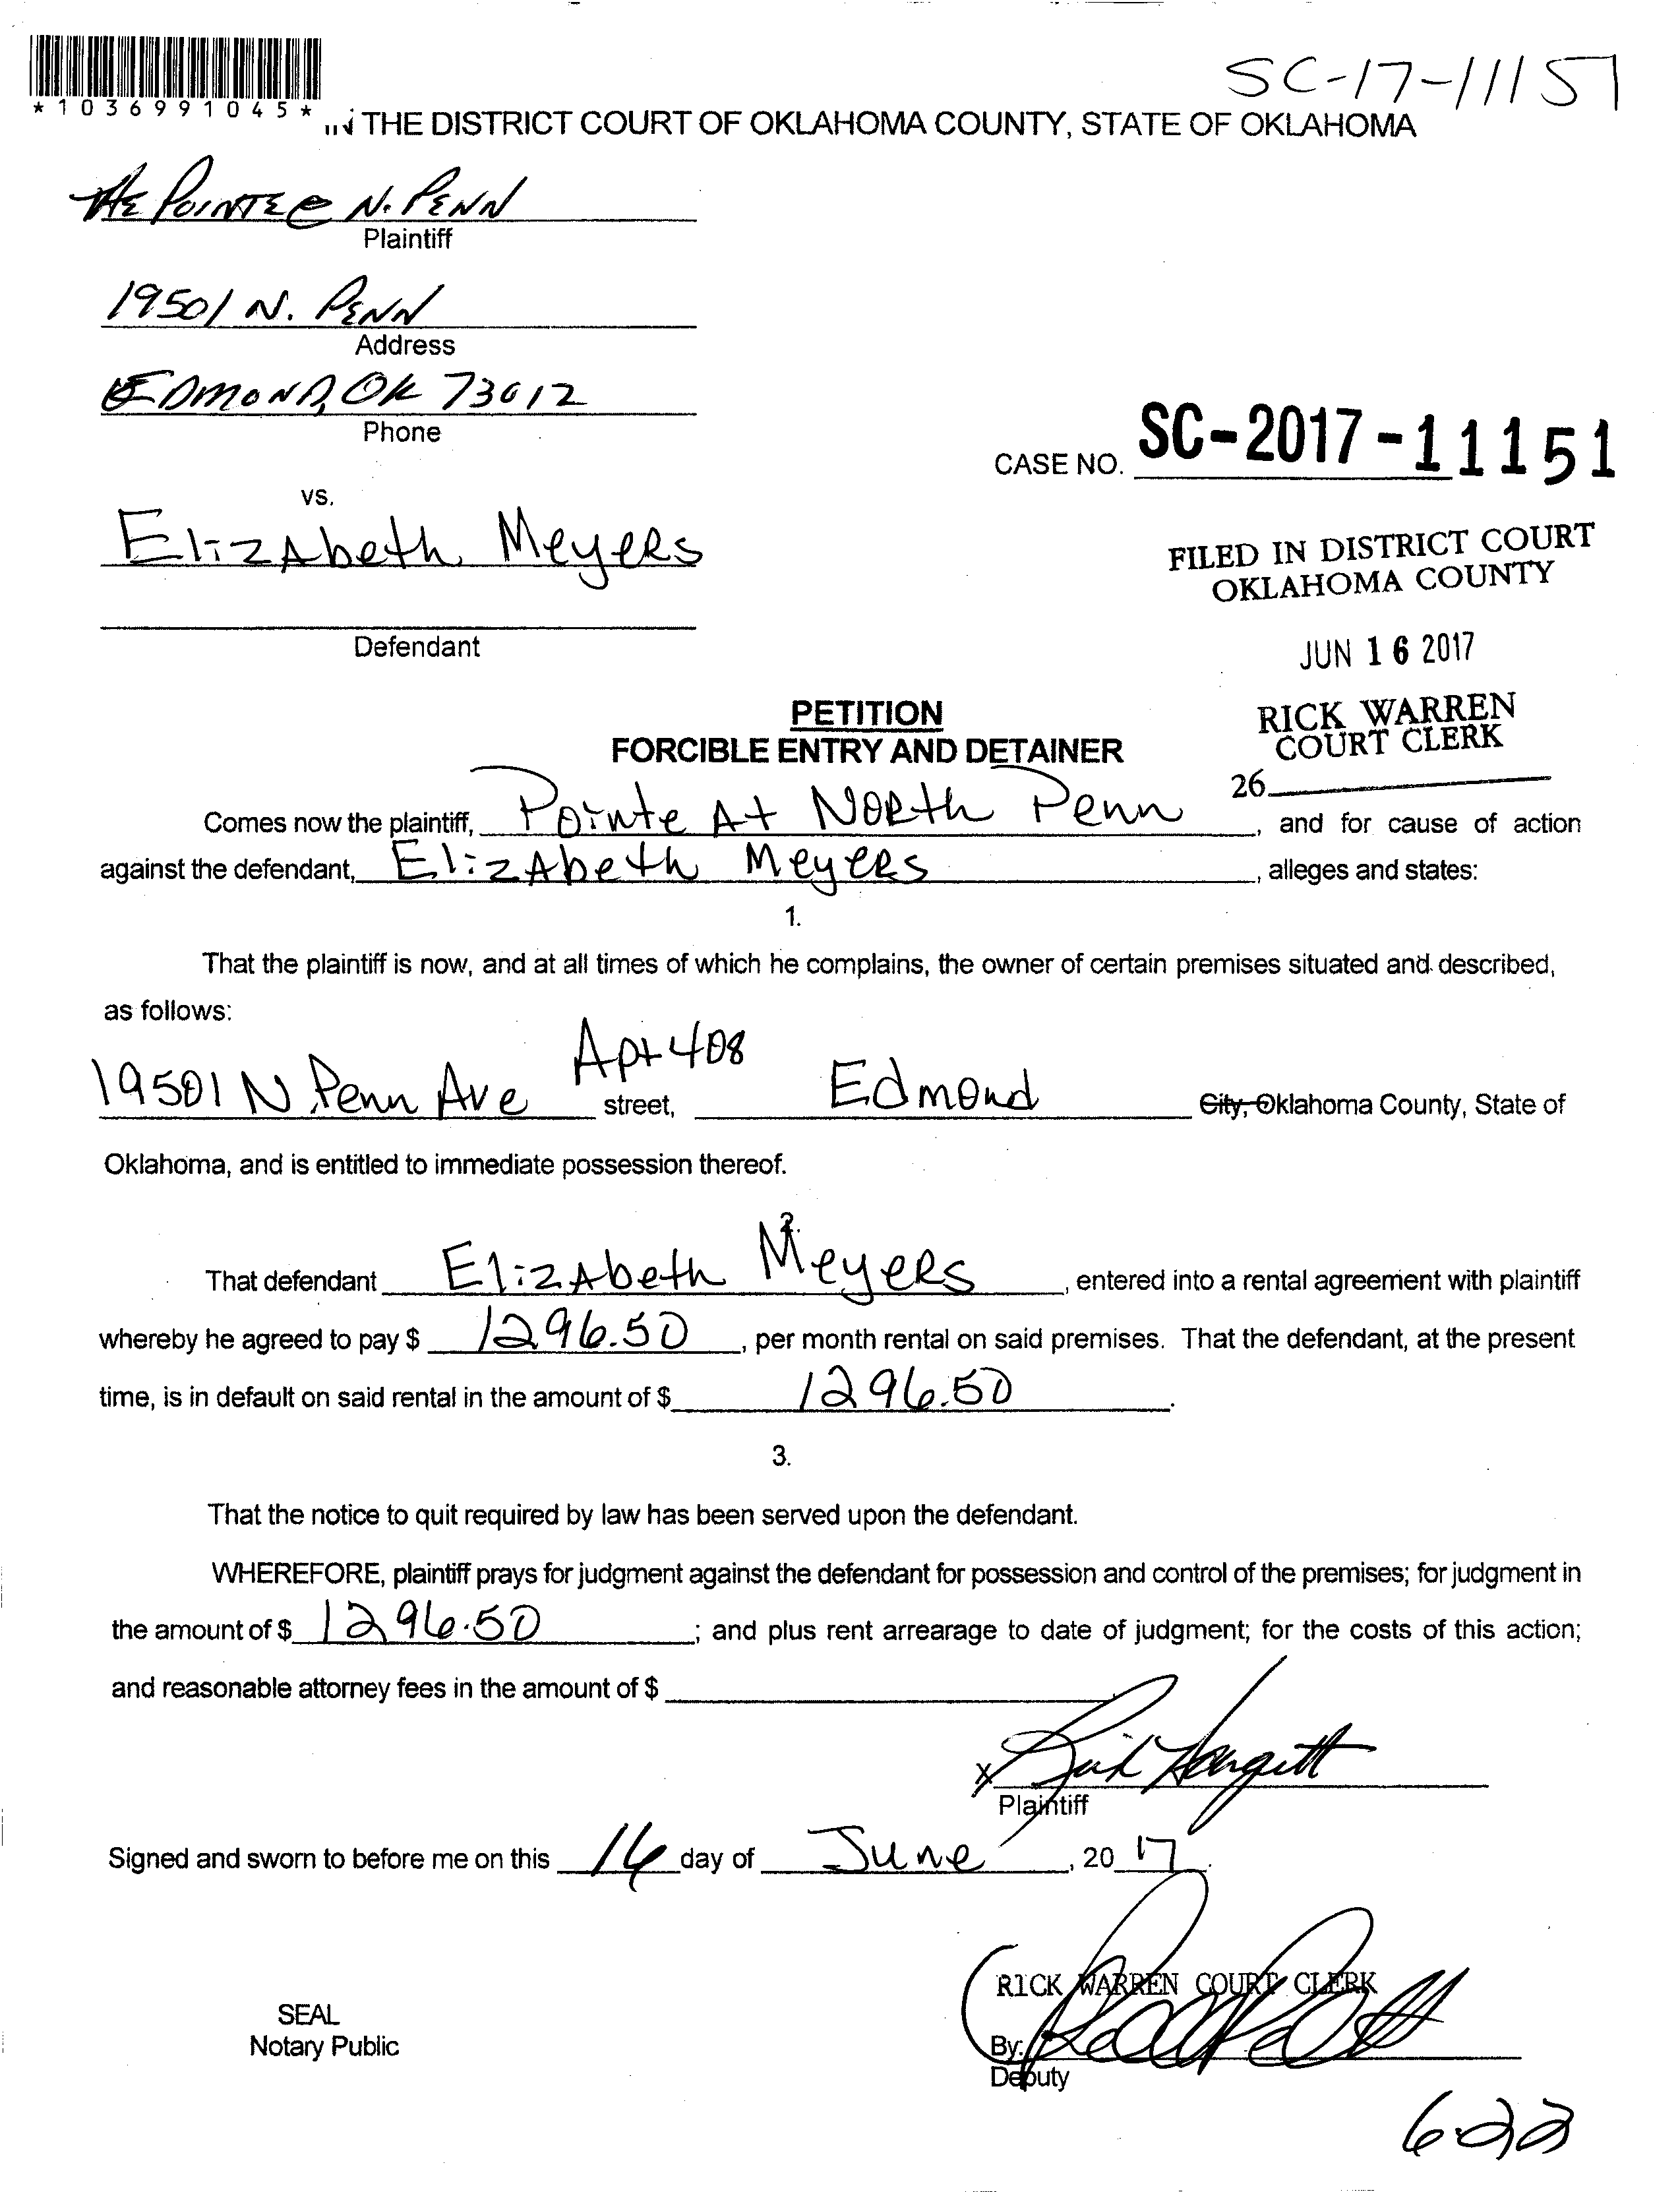 SC-17-11151
*1036991045*
IN THE DISTRICT COURT OF OKLAHOMA COUNTY, STATE OF OKLAHOMA
THE POINTE @ N. PENN
Plaintiff
19501 N. PENN
Address
EDMOND, OK 73012
Phone
CASE NO. SC-2017-11151
vs.
ElizAbeth MeyeRs
FILED IN DISTRICT COURT
OKLAHOMA COUNTY
Defendant
JUN 16 2017
PETITION
RICK WARREN
COURT CLERK
FORCIBLE ENTRY AND DETAINER
26
Comes now the plaintiff, Pointe At NoRth Penn, and for cause of action
against the defendant, ElizAbeth MeyeRs, alleges and states:
1.
That the plaintiff is now, and at all times of which he complains, the owner of certain premises situated and described,
as follows:
Apt 408
19501 N. Penn Ave street, Edmond City, Oklahoma County, State of
Oklahoma, and is entitled to immediate possession thereof.
2.
That defendant ElizAbeth MeyeRs, entered into a rental agreement with plaintiff
whereby he agreed to pay $ 1296.50, per month rental on said premises. That the defendant, at the present
time, is in default on said rental in the amount of $ 1296.50.
3.
That the notice to quit required by law has been served upon the defendant.
WHEREFORE, plaintiff prays for judgment against the defendant for possession and control of the premises; for judgment in
the amount of $ 1296.50; and plus rent arrearage to date of judgment; for the costs of this action;
and reasonable attorney fees in the amount of $
X
Plaintiff
Signed and sworn to before me on this 16 day of June, 2017.
RICK WARREN COURT CLERK
SEAL
Notary Public
By:
Deputy
6-22